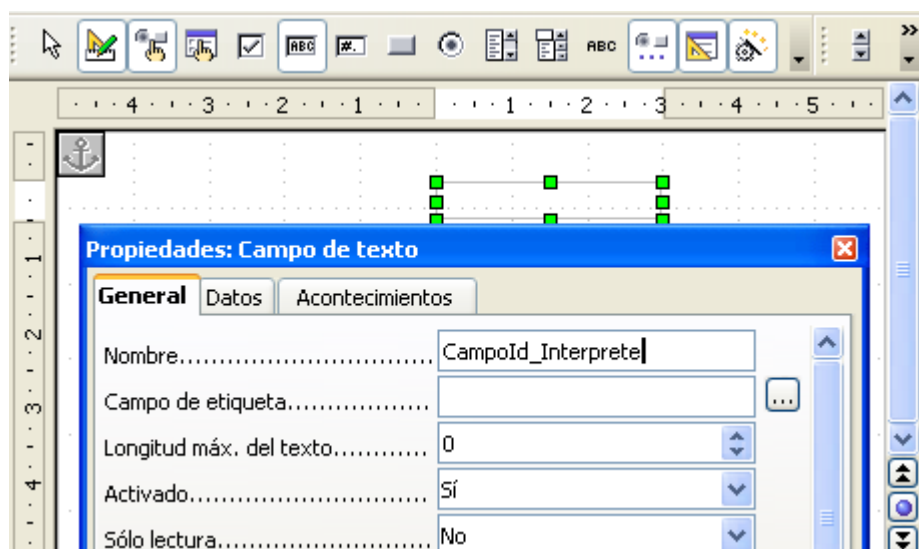 ABC #. ABC
4 3 2 1 1 2 3 4 5
Propiedades: Campo de texto
General Datos Acontecimientos
Nombre............................... CampoId_Interprete
Campo de etiqueta.................. ...
Longitud máx. del texto............ 0
Activado.............................. Sí
Sólo lectura.......................... No
1
2
3
4